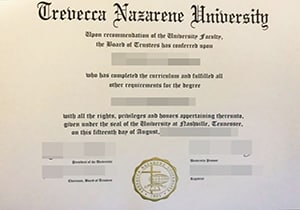 Trevecca Nazarene University
Upon recommendation of the University Faculty,
the Board of Trustees has conferred upon
who has completed the curriculum and fulfilled all
other requirements for the degree
with all the rights, privileges and honors appertaining thereunto,
given under the seal of the University at Nashville, Tennessee,
on this fifteenth day of August,
President of the University
University Provost
Chairman, Board of Trustees
Registrar